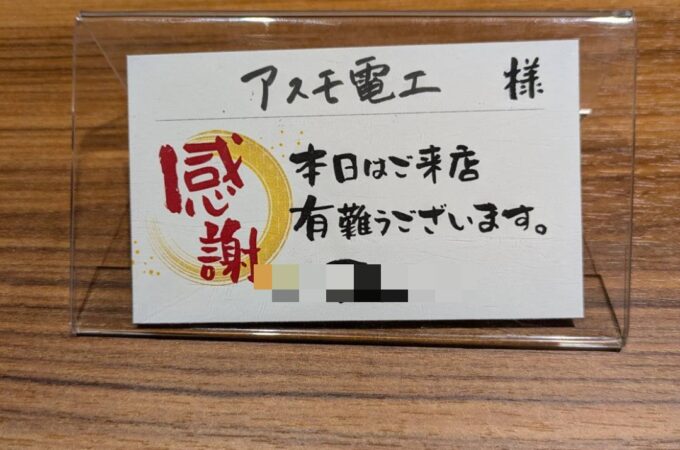 アスモ電工 様
感謝
本日はご来店
有難うございます。